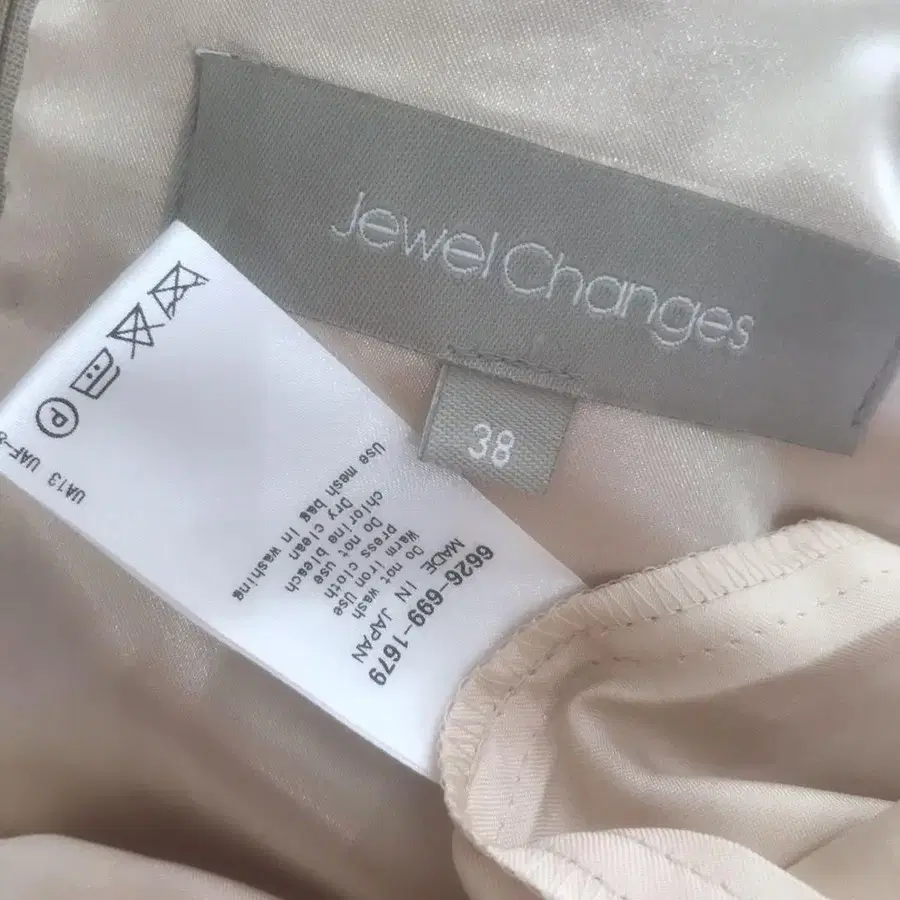 Jewel Changes
38
6626-699-1679
MADE IN JAPAN
Do not wash
Warm iron Use
press cloth
Do not use
chlorine bleach
Dry clean
Use mesh bag in washing
P
UA13 UAF-